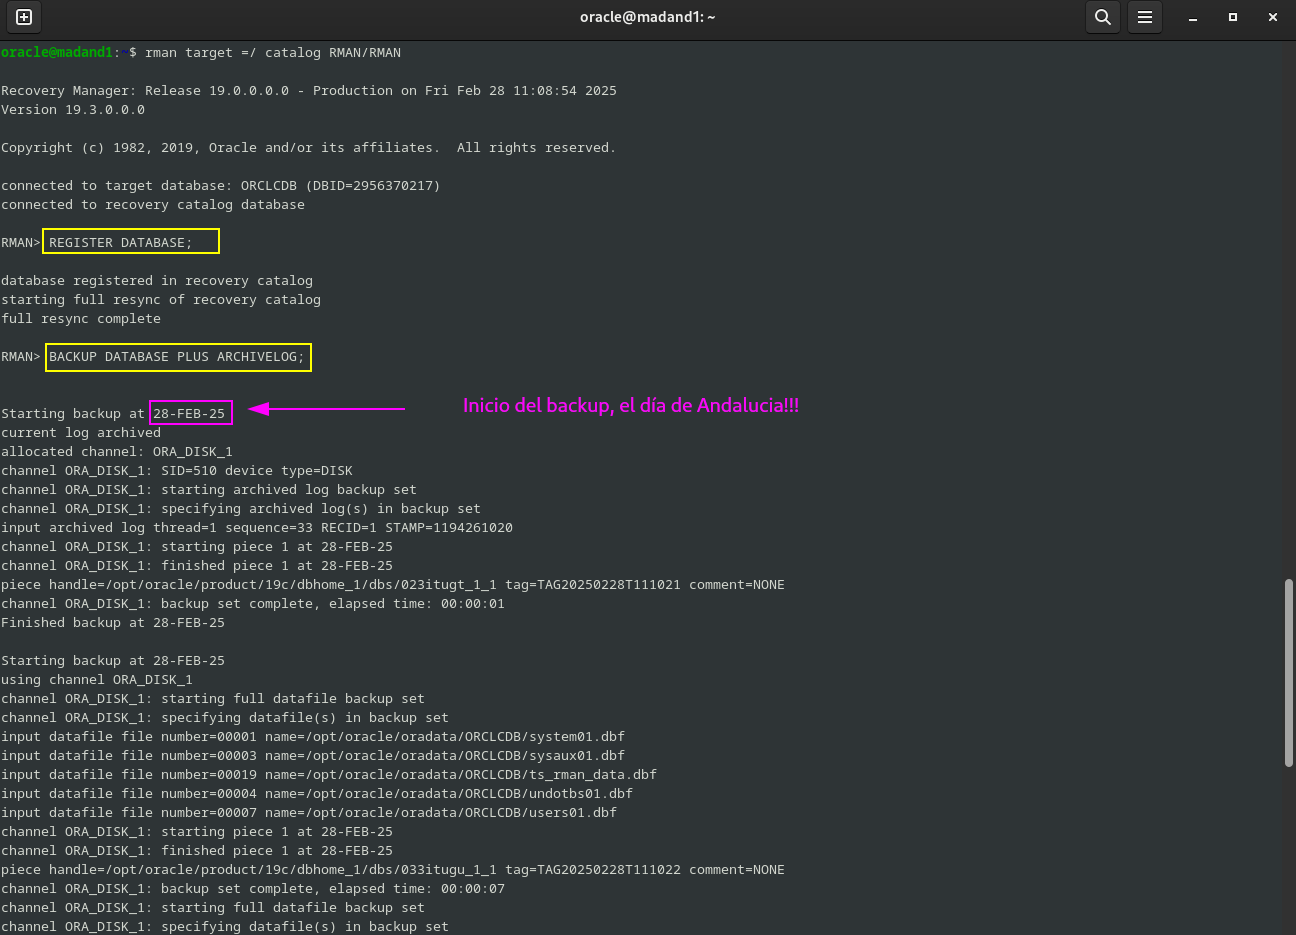 oracle@madand1: ~
oracle@madand1:~$ rman target =/ catalog RMAN/RMAN
Recovery Manager: Release 19.0.0.0.0 - Production on Fri Feb 28 11:08:54 2025
Version 19.3.0.0.0
Copyright (c) 1982, 2019, Oracle and/or its affiliates.  All rights reserved.
connected to target database: ORCLCDB (DBID=2956370217)
connected to recovery catalog database
RMAN> REGISTER DATABASE;
database registered in recovery catalog
starting full resync of recovery catalog
full resync complete
RMAN> BACKUP DATABASE PLUS ARCHIVELOG;
Inicio del backup, el día de Andalucia!!!
Starting backup at 28-FEB-25
current log archived
allocated channel: ORA_DISK_1
channel ORA_DISK_1: SID=510 device type=DISK
channel ORA_DISK_1: starting archived log backup set
channel ORA_DISK_1: specifying archived log(s) in backup set
input archived log thread=1 sequence=33 RECID=1 STAMP=1194261020
channel ORA_DISK_1: starting piece 1 at 28-FEB-25
channel ORA_DISK_1: finished piece 1 at 28-FEB-25
piece handle=/opt/oracle/product/19c/dbhome_1/dbs/023itugt_1_1 tag=TAG20250228T111021 comment=NONE
channel ORA_DISK_1: backup set complete, elapsed time: 00:00:01
Finished backup at 28-FEB-25
Starting backup at 28-FEB-25
using channel ORA_DISK_1
channel ORA_DISK_1: starting full datafile backup set
channel ORA_DISK_1: specifying datafile(s) in backup set
input datafile file number=00001 name=/opt/oracle/oradata/ORCLCDB/system01.dbf
input datafile file number=00003 name=/opt/oracle/oradata/ORCLCDB/sysaux01.dbf
input datafile file number=00019 name=/opt/oracle/oradata/ORCLCDB/ts_rman_data.dbf
input datafile file number=00004 name=/opt/oracle/oradata/ORCLCDB/undotbs01.dbf
input datafile file number=00007 name=/opt/oracle/oradata/ORCLCDB/users01.dbf
channel ORA_DISK_1: starting piece 1 at 28-FEB-25
channel ORA_DISK_1: finished piece 1 at 28-FEB-25
piece handle=/opt/oracle/product/19c/dbhome_1/dbs/033itugu_1_1 tag=TAG20250228T111022 comment=NONE
channel ORA_DISK_1: backup set complete, elapsed time: 00:00:07
channel ORA_DISK_1: starting full datafile backup set
channel ORA_DISK_1: specifying datafile(s) in backup set